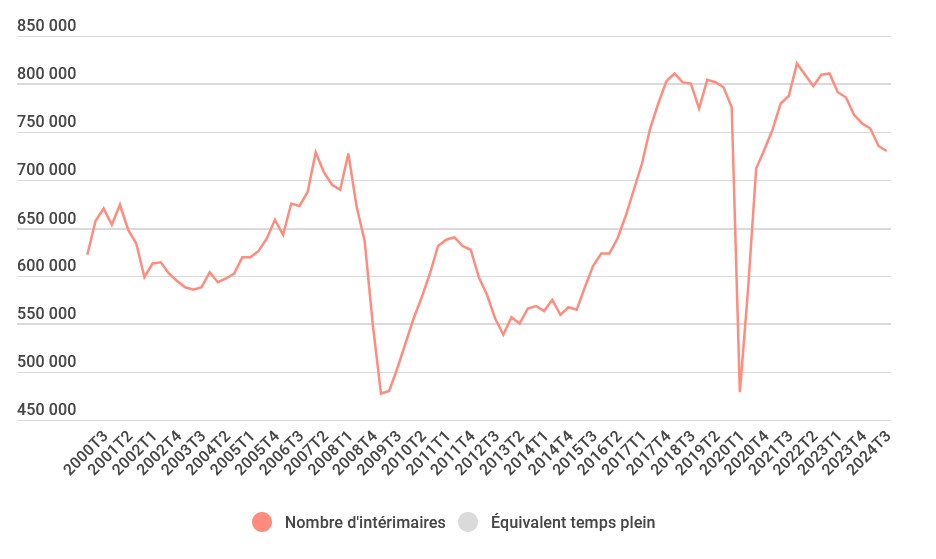 850 000
800 000
750 000
700 000
650 000
600 000
550 000
500 000
450 000
2000T3
2001T2
2002T1
2002T4
2003T3
2004T2
2005T1
2005T4
2006T3
2007T2
2008T1
2008T4
2009T3
2010T2
2011T1
2011T4
2012T3
2013T2
2014T1
2014T4
2015T3
2016T2
2017T1
2017T4
2018T3
2019T2
2020T1
2020T4
2021T3
2022T2
2023T1
2023T4
2024T3
Nombre d'intérimaires
Équivalent temps plein